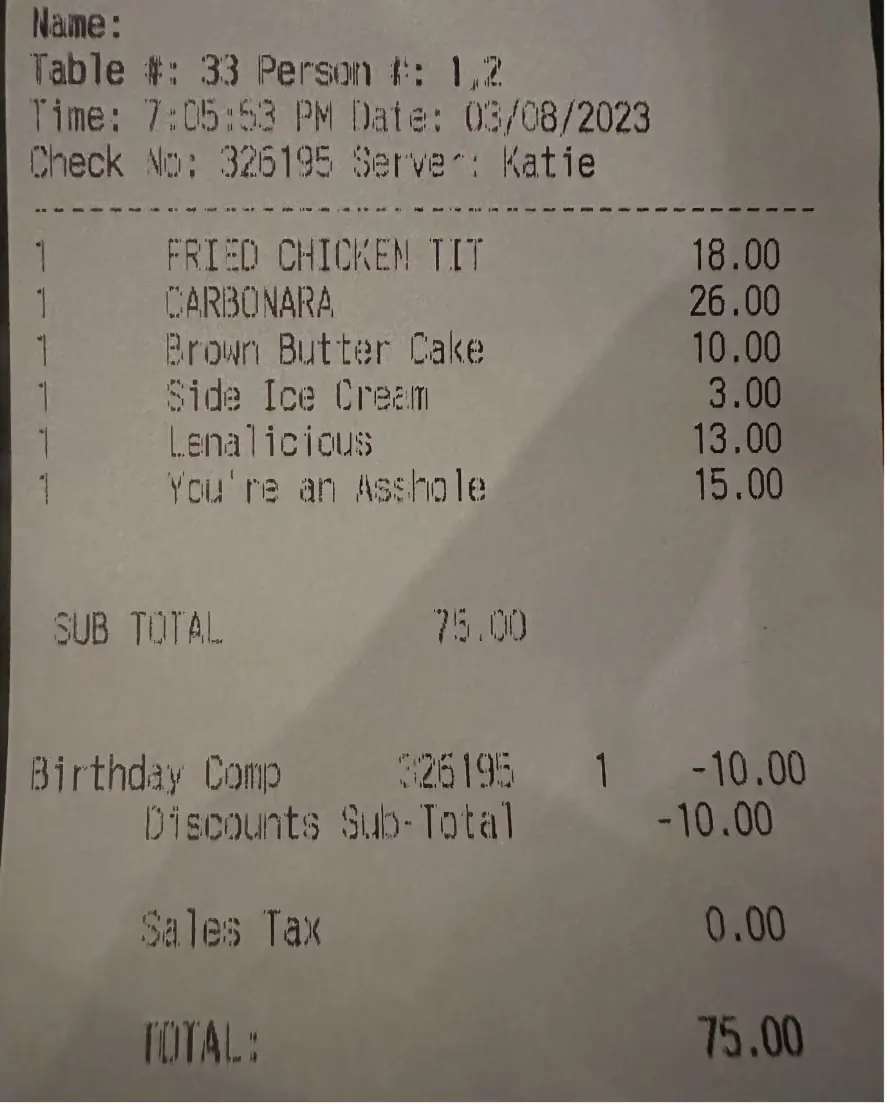 Name:
Table #: 33 Person #: 1,2
Time: 7:05:53 PM Date: 03/08/2023
Check No: 326195 Server: Katie
--------------------------------------------
1 FRIED CHICKEN TIT 18.00
1 CARBONARA 26.00
1 Brown Butter Cake 10.00
1 Side Ice Cream 3.00
1 Lenalicious 13.00
1 You're an Asshole 15.00
SUB TOTAL 75.00
Birthday Comp 326195 1 -10.00
Discounts Sub-Total -10.00
Sales Tax 0.00
TOTAL: 75.00